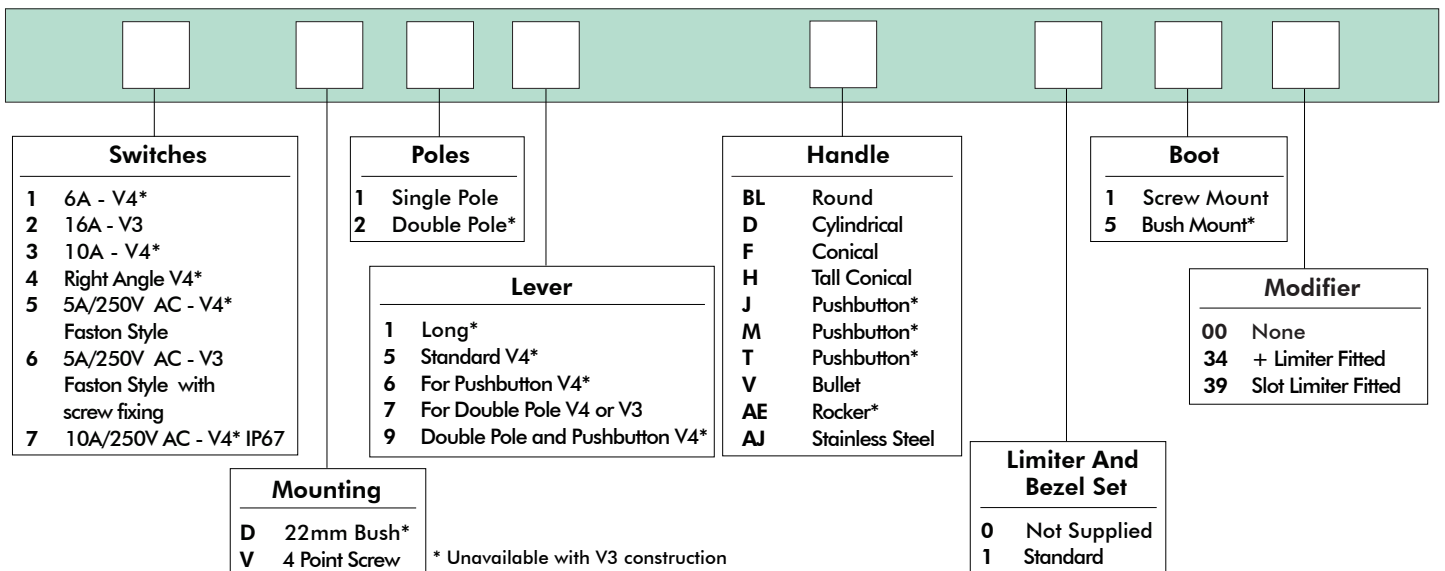 Switches
1 6A - V4*
2 16A - V3
3 10A - V4*
4 Right Angle V4*
5 5A/250V AC - V4*
Faston Style
6 5A/250V AC - V3
Faston Style with
screw fixing
7 10A/250V AC - V4* IP67
Mounting
D 22mm Bush*
V 4 Point Screw
Poles
1 Single Pole
2 Double Pole*
Lever
1 Long*
5 Standard V4*
6 For Pushbutton V4*
7 For Double Pole V4 or V3
9 Double Pole and Pushbutton V4*
* Unavailable with V3 construction
Handle
BL Round
D Cylindrical
F Conical
H Tall Conical
J Pushbutton*
M Pushbutton*
T Pushbutton*
V Bullet
AE Rocker*
AJ Stainless Steel
Limiter And
Bezel Set
0 Not Supplied
1 Standard
Boot
1 Screw Mount
5 Bush Mount*
Modifier
00 None
34 + Limiter Fitted
39 Slot Limiter Fitted